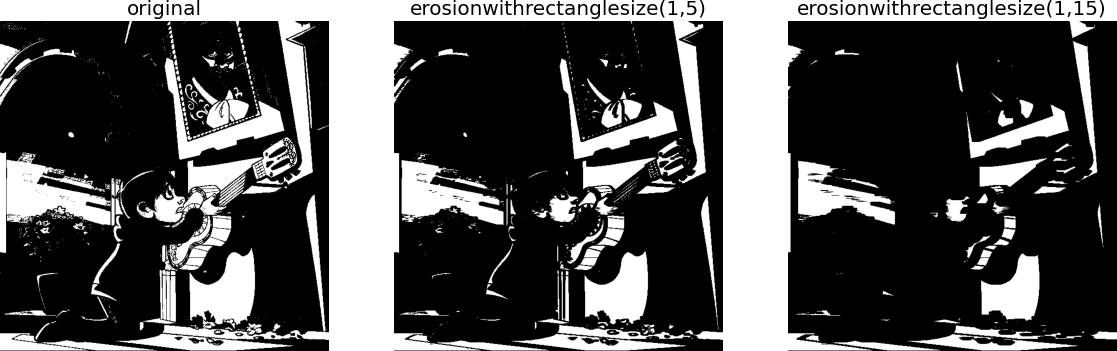 original
erosionwithrectanglesize(1,5)
erosionwithrectanglesize(1,15)